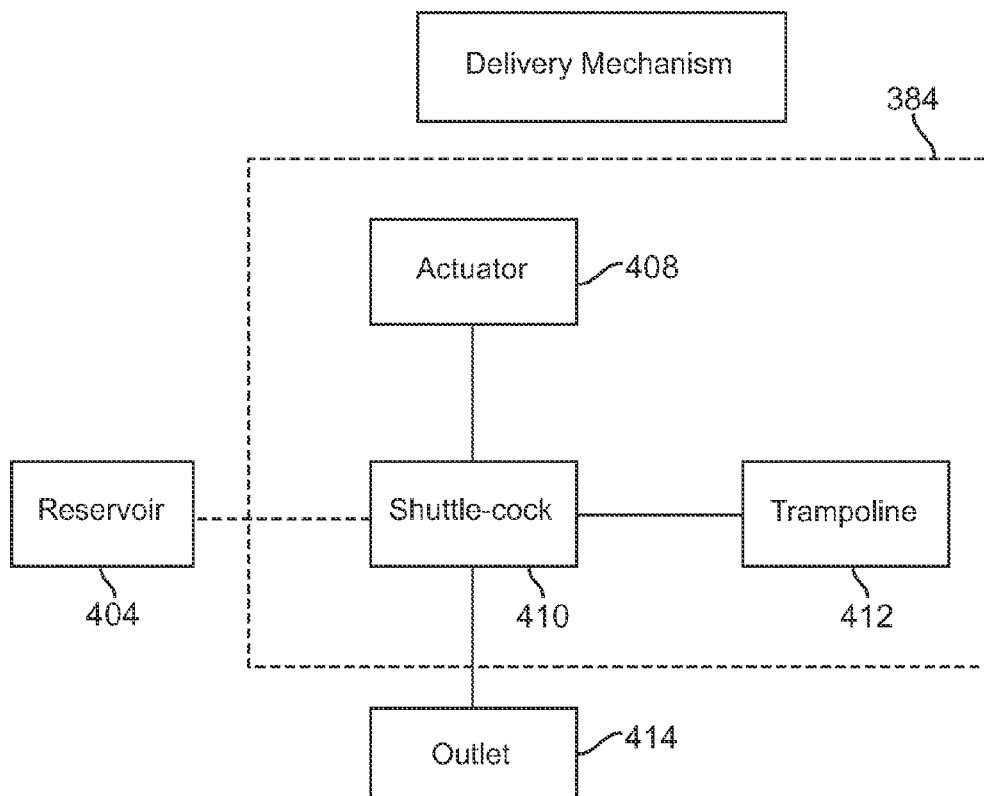 Delivery Mechanism
384
Actuator
408
Reservoir
Shuttle-cock
Trampoline
404
410
412
Outlet
414